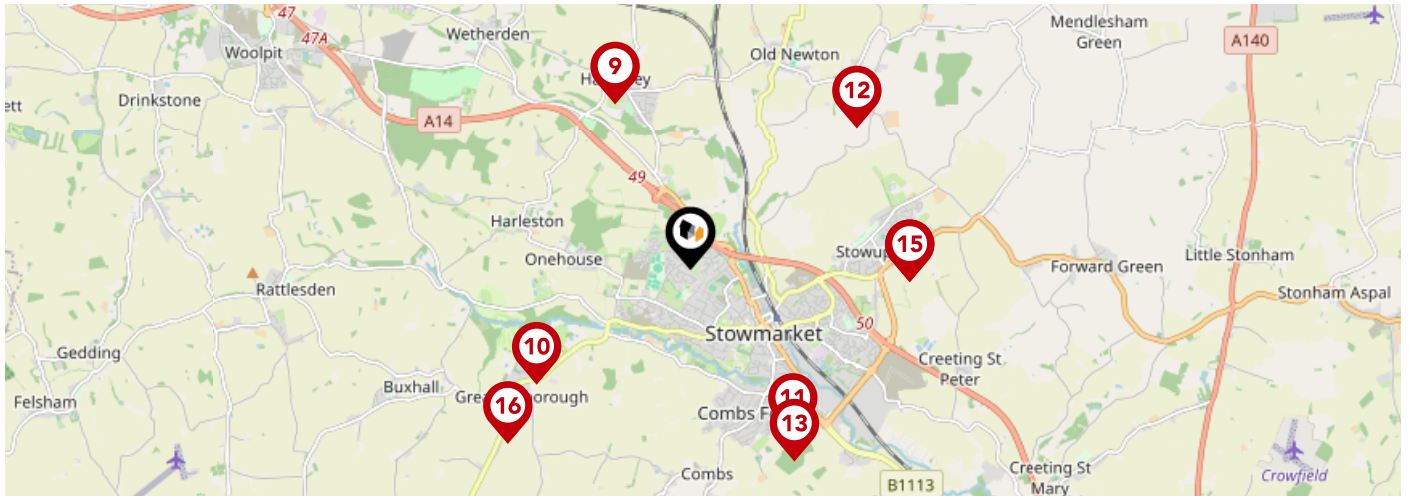 47
47A
Woolpit
Wetherden
Mendlesham
Green
A140
Old Newton
9
12
Drinkstone
A14
49
Harleston
Onehouse
15
Forward Green
Little Stonham
Rattlesden
Stonham Aspal
50
Stowmarket
Gedding
10
Creeting St
Peter
Buxhall
Felsham
16
11
13
Combs
Creeting St
Mary
B1113
Crowfield